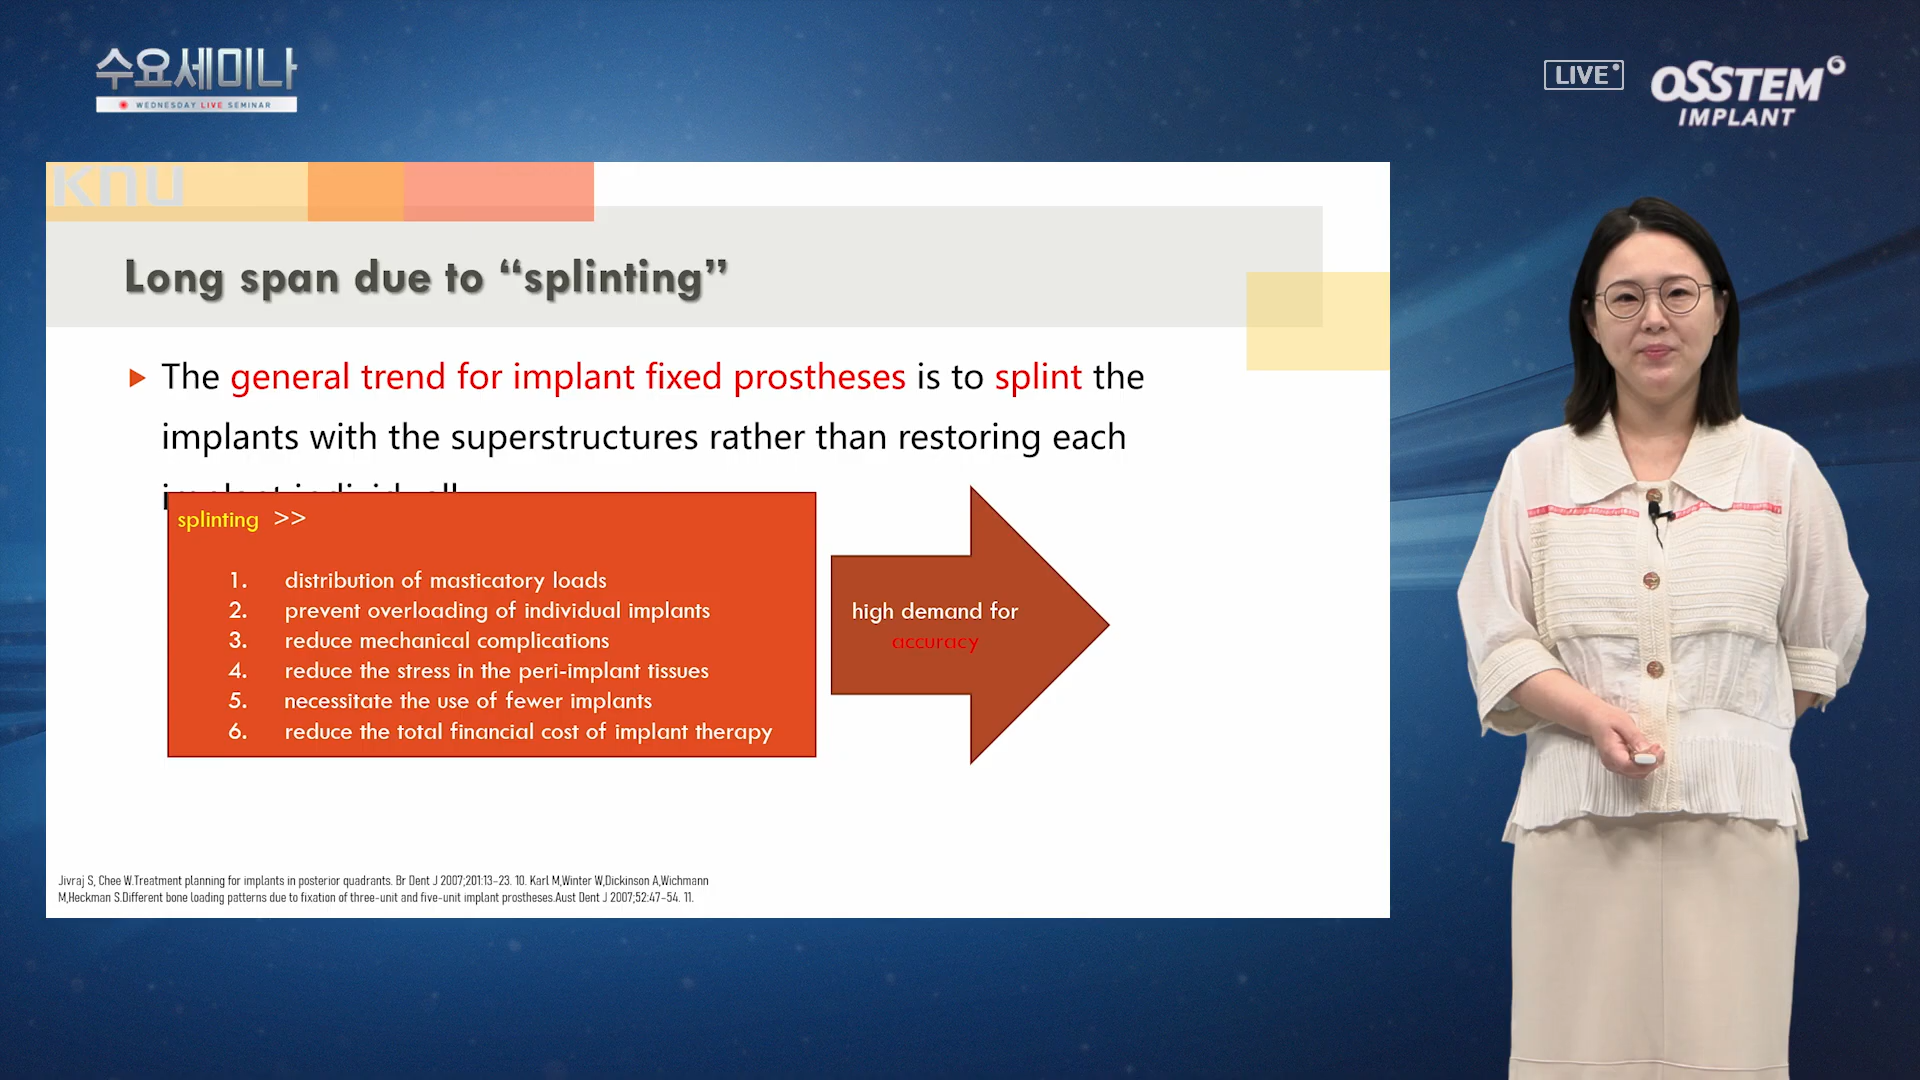 수요세미나
WEDNESDAY LIVE SEMINAR
LIVE
OSSTEM
IMPLANT
knu
Long span due to “splinting”
The general trend for implant fixed prostheses is to splint the
implants with the superstructures rather than restoring each
splinting >>
1. distribution of masticatory loads
2. prevent overloading of individual implants
3. reduce mechanical complications
4. reduce the stress in the peri-implant tissues
5. necessitate the use of fewer implants
6. reduce the total financial cost of implant therapy
high demand for
accuracy
Jivraj S, Chee W.Treatment planning for implants in posterior quadrants. Br Dent J 2007;201:13–23. 10. Karl M,Winter W,Dickinson A,Wichmann
M,Heckman S.Different bone loading patterns due to fixation of three-unit and five-unit implant prostheses.Aust Dent J 2007;52:47–54. 11.